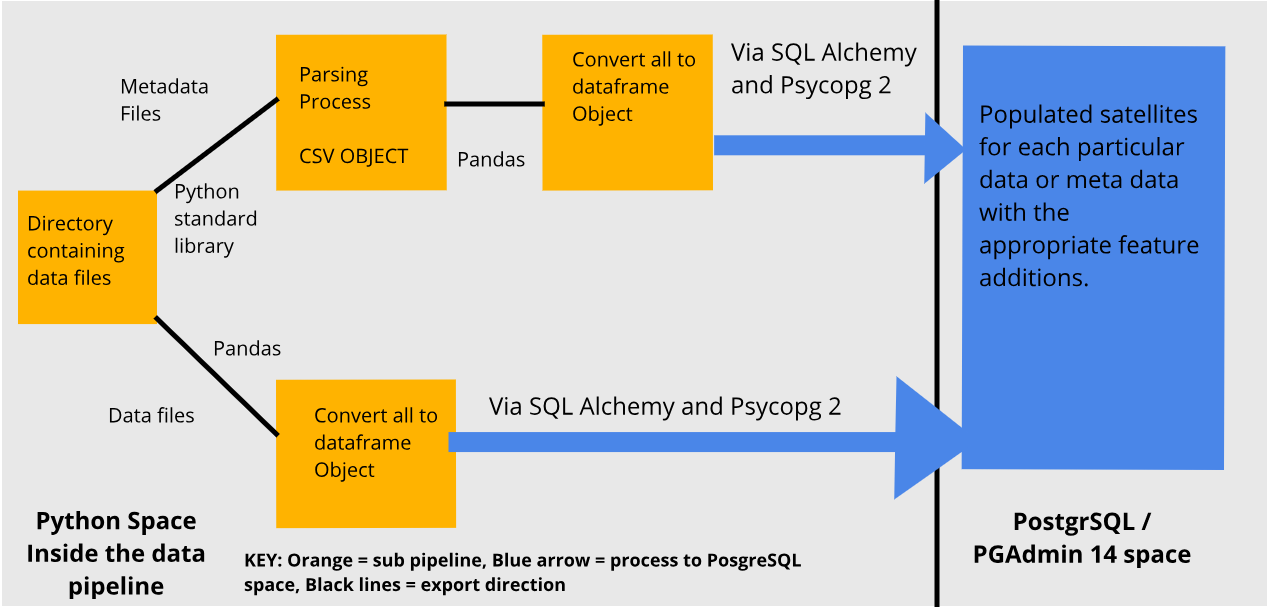 Metadata
Files
Parsing
Process
CSV OBJECT
Convert all to
dataframe
Object
Via SQL Alchemy
and Psycopg 2
Pandas
Python
standard
library
Directory
containing
data files
Populated satellites
for each particular
data or meta data
with the
appropriate feature
additions.
Pandas
Data files
Convert all to
dataframe
Object
Via SQL Alchemy and Psycopg 2
Python Space
Inside the data
pipeline
KEY: Orange = sub pipeline, Blue arrow = process to PosgreSQL
space, Black lines = export direction
PostgrSQL /
PGAdmin 14 space